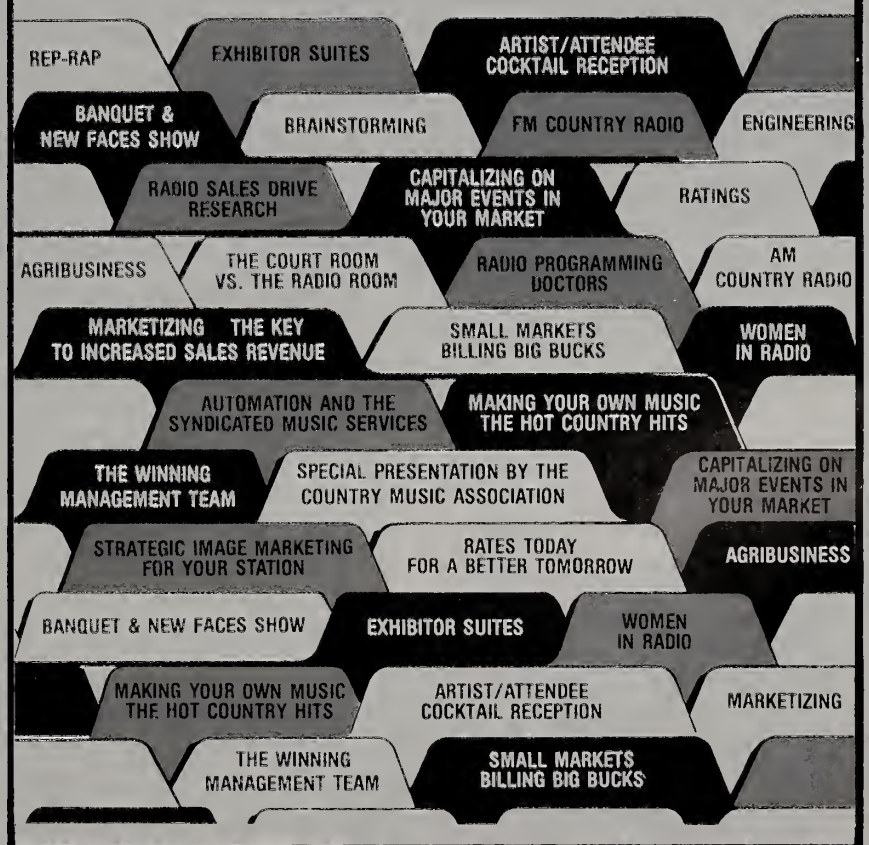 REP-RAP
EXHIBITOR SUITES
ARTIST/ATTENDEE
COCKTAIL RECEPTION
BANQUET &
NEW FACES SHOW
BRAINSTORMING
FM COUNTRY RADIO
ENGINEERING
RADIO SALES DRIVE
RESEARCH
CAPITALIZING ON
MAJOR EVENTS IN
YOUR MARKET
RATINGS
AGRIBUSINESS
THE COURT ROOM
VS. THE RADIO ROOM
RADIO PROGRAMMING
DOCTORS
AM
COUNTRY RADIO
MARKETIZING THE KEY
TO INCREASED SALES REVENUE
SMALL MARKETS
BILLING BIG BUCKS
WOMEN
IN RADIO
AUTOMATION AND THE
SYNDICATED MUSIC SERVICES
MAKING YOUR OWN MUSIC
THE HOT COUNTRY HITS
THE WINNING
MANAGEMENT TEAM
SPECIAL PRESENTATION BY THE
COUNTRY MUSIC ASSOCIATION
CAPITALIZING ON
MAJOR EVENTS IN
YOUR MARKET
STRATEGIC IMAGE MARKETING
FOR YOUR STATION
RATES TODAY
FOR A BETTER TOMORROW
AGRIBUSINESS
BANQUET & NEW FACES SHOW
EXHIBITOR SUITES
WOMEN
IN RADIO
MAKING YOUR OWN MUSIC
THE HOT COUNTRY HITS
ARTIST/ATTENDEE
COCKTAIL RECEPTION
MARKETIZING
THE WINNING
MANAGEMENT TEAM
SMALL MARKETS
BILLING BIG BUCKS